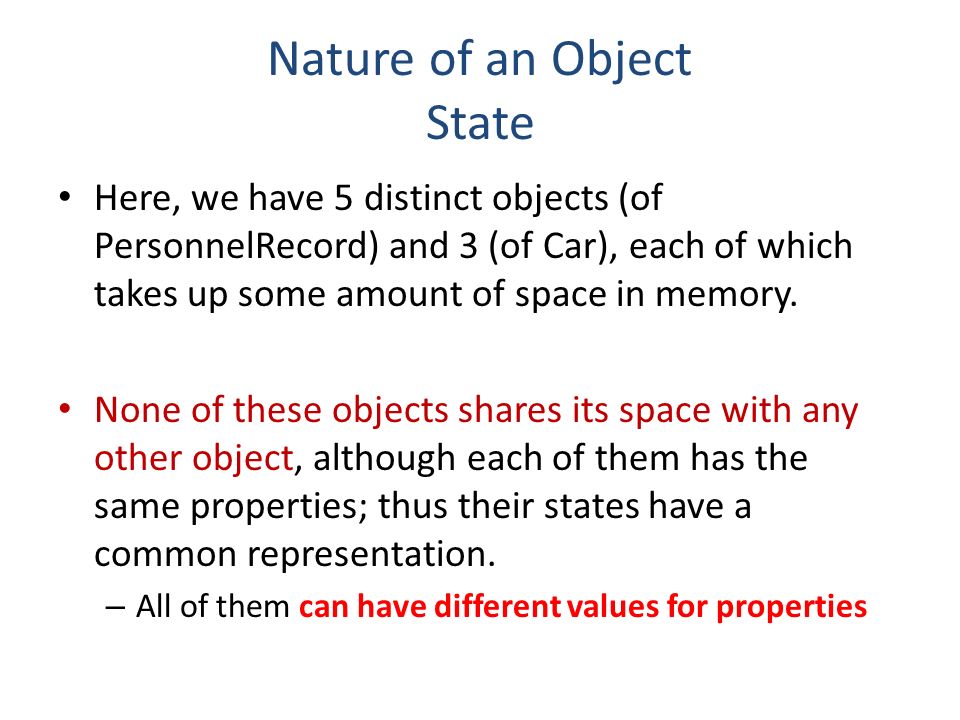 Nature of an Object
State
• Here, we have 5 distinct objects (of
PersonnelRecord) and 3 (of Car), each of which
takes up some amount of space in memory.
• None of these objects shares its space with any
other object, although each of them has the
same properties; thus their states have a
common representation.
– All of them can have different values for properties